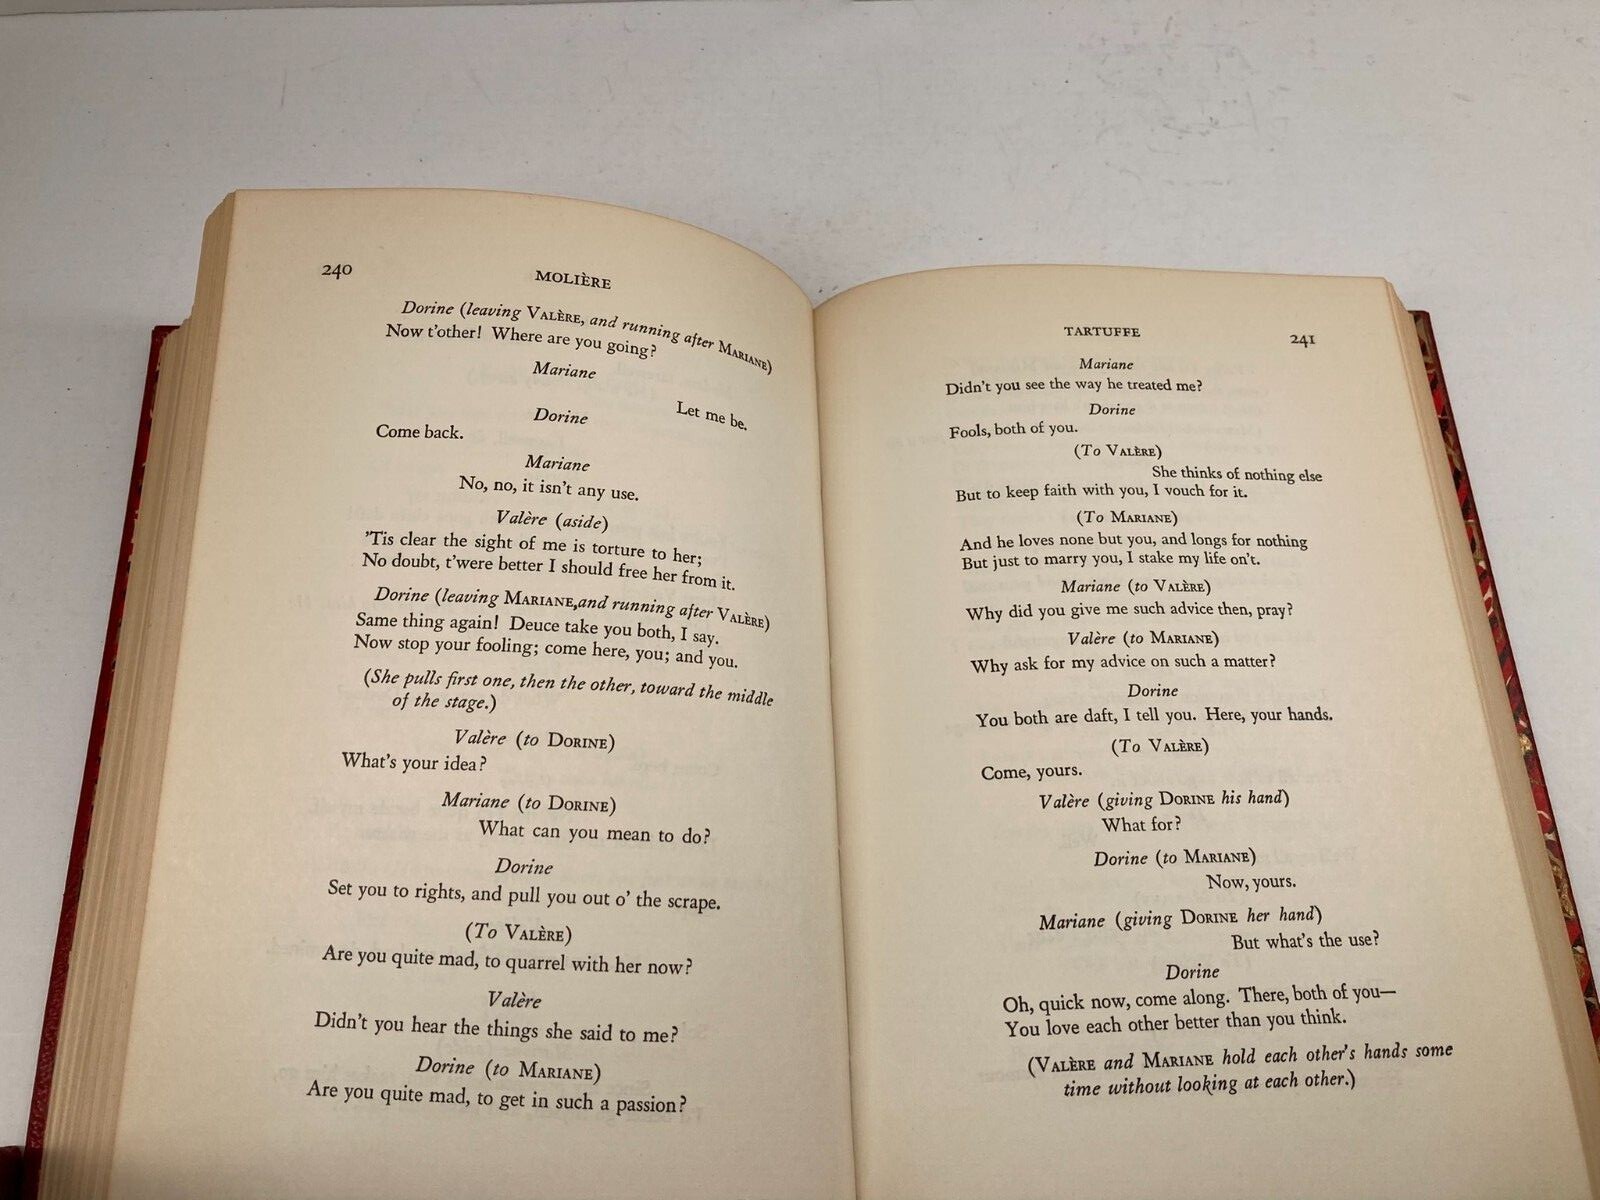 240
MOLIÈRE
Dorine (leaving VALÈRE, and running after MARIANE)
Now t'other! Where are you going?
Mariane
Let me be.
Dorine
Come back.
Mariane
No, no, it isn't any use.
Valère (aside)
'Tis clear the sight of me is torture to her;
No doubt, t'were better I should free her from it.
Dorine (leaving MARIANE,and running after VALÈRE)
Same thing again! Deuce take you both, I say.
Now stop your fooling; come here, you; and you.
(She pulls first one, then the other, toward the middle
of the stage.)
Valère (to DORINE)
What's your idea?
Mariane (to DORINE)
What can you mean to do?
Dorine
Set you to rights, and pull you out o' the scrape.
(To VALÈRE)
Are you quite mad, to quarrel with her now?
Valère
Didn't you hear the things she said to me?
Dorine (to MARIANE)
Are you quite mad, to get in such a passion?
TARTUFFE
241
Mariane
Didn't you see the way he treated me?
Dorine
Fools, both of you.
(To VALÈRE)
She thinks of nothing else
But to keep faith with you, I vouch for it.
(To MARIANE)
And he loves none but you, and longs for nothing
But just to marry you, I stake my life on't.
Mariane (to VALÈRE)
Why did you give me such advice then, pray?
Valère (to MARIANE)
Why ask for my advice on such a matter?
Dorine
You both are daft, I tell you. Here, your hands.
(To VALÈRE)
Come, yours.
Valère (giving DORINE his hand)
What for?
Dorine (to MARIANE)
Now, yours.
Mariane (giving DORINE her hand)
But what's the use?
Dorine
Oh, quick now, come along. There, both of you—
You love each other better than you think.
(VALÈRE and MARIANE hold each other's hands some
time without looking at each other.)